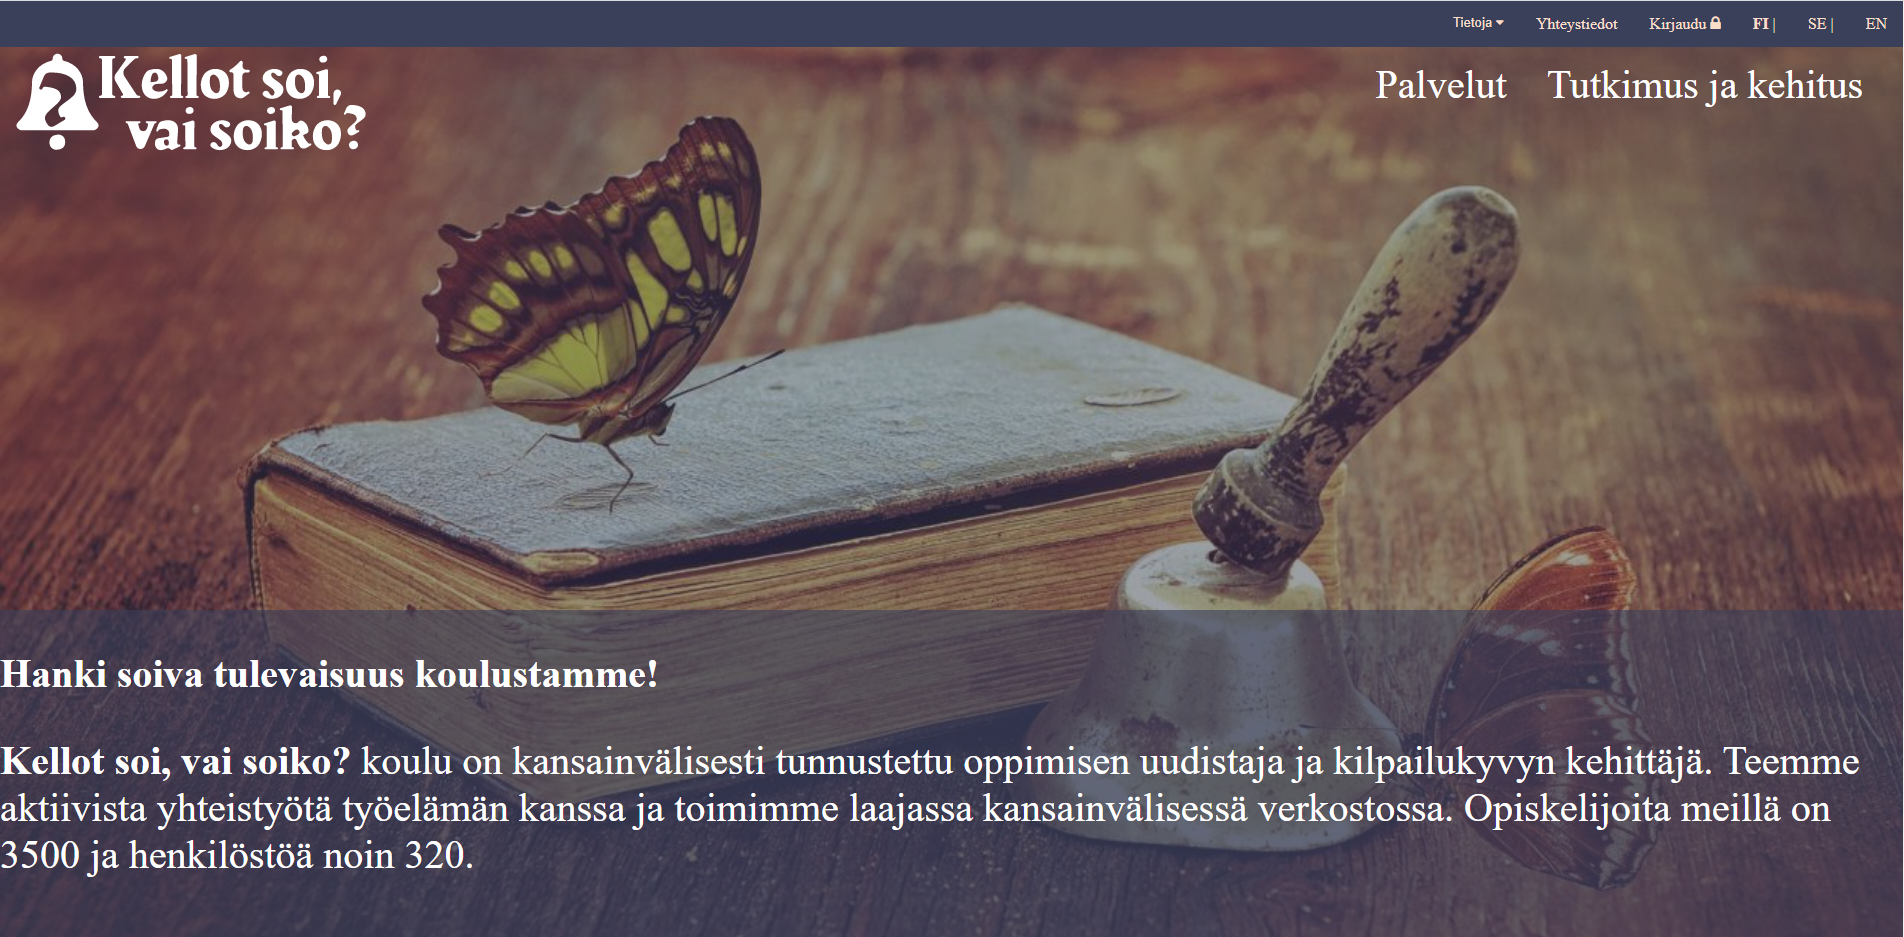 Tietoja Yhteystiedot Kirjaudu FI | SE | EN
Kellot soi,
vai soiko?
Palvelut Tutkimus ja kehitus
Hanki soiva tulevaisuus koulustamme!
Kellot soi, vai soiko? koulu on kansainvälisesti tunnustettu oppimisen uudistaja ja kilpailukyvyn kehittäjä. Teemme
aktiivista yhteistyötä työelämän kanssa ja toimimme laajassa kansainvälisessä verkostossa. Opiskelijoita meillä on
3500 ja henkilöstöä noin 320.